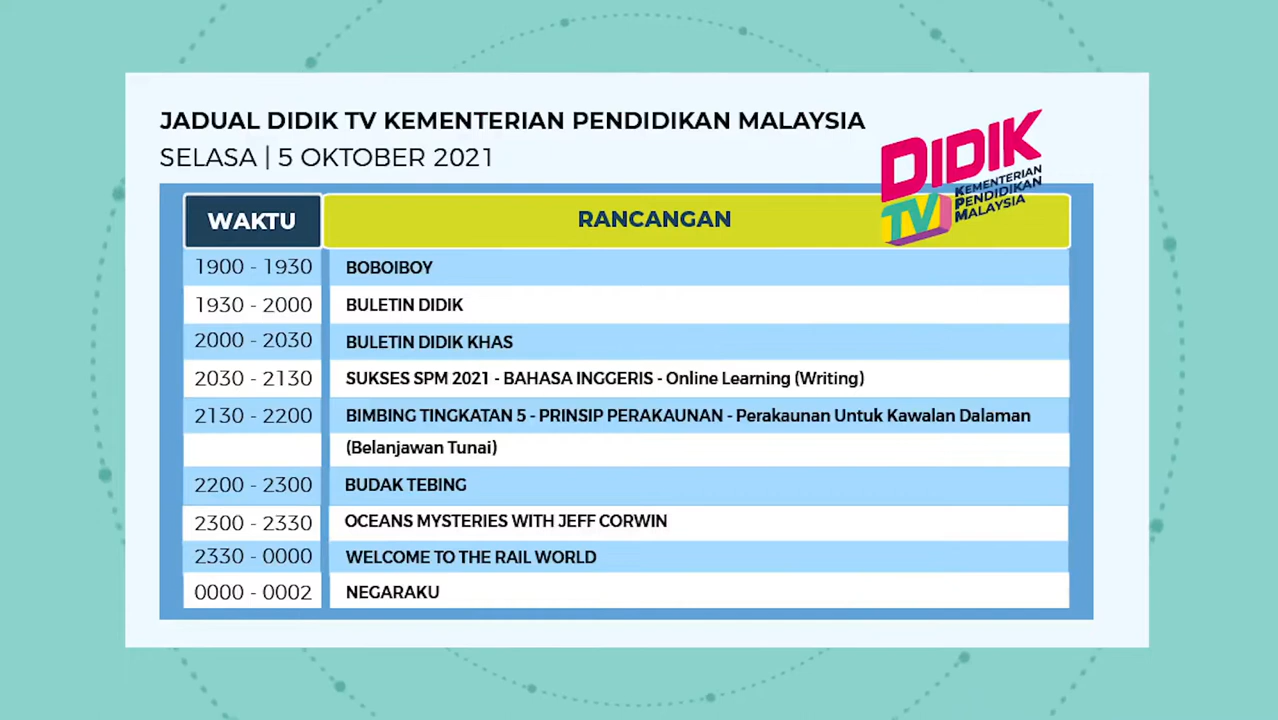 JADUAL DIDIK TV KEMENTERIAN PENDIDIKAN MALAYSIA
SELASA | 5 OKTOBER 2021
DIDIK
TV
KEMENTERIAN
PENDIDIKAN
MALAYSIA
WAKTU RANCANGAN
1900 - 1930 BOBOIBOY
1930 - 2000 BULETIN DIDIK
2000 - 2030 BULETIN DIDIK KHAS
2030 - 2130 SUKSES SPM 2021 - BAHASA INGGERIS - Online Learning (Writing)
2130 - 2200 BIMBING TINGKATAN 5 - PRINSIP PERAKAUNAN - Perakaunan Untuk Kawalan Dalaman
(Belanjawan Tunai)
2200 - 2300 BUDAK TEBING
2300 - 2330 OCEANS MYSTERIES WITH JEFF CORWIN
2330 - 0000 WELCOME TO THE RAIL WORLD
0000 - 0002 NEGARAKU